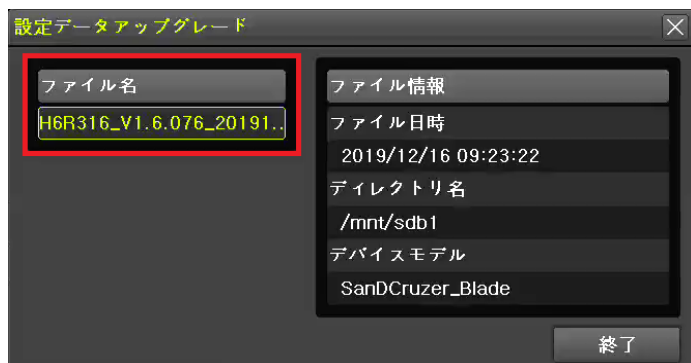 設定データアップグレード
ファイル名
H6R316_V1.6.076_20191..
ファイル情報
ファイル日時
2019/12/16 09:23:22
ディレクトリ名
/mnt/sdb1
デバイスモデル
SanDCruzer_Blade
終了